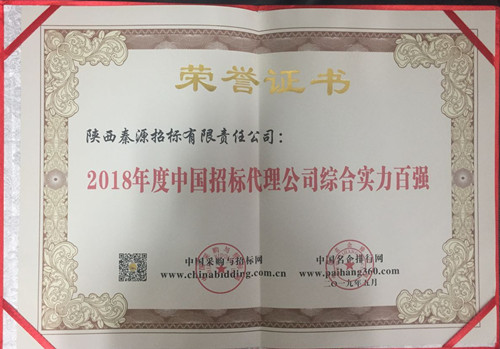 荣誉证书
陕西秦源招标有限责任公司：
2018年度中国招标代理公司综合实力百强
中国采购与招标网
www.chinabidding.com.cn
中国名企排行网
www.paihang360.com
二〇一九年五月